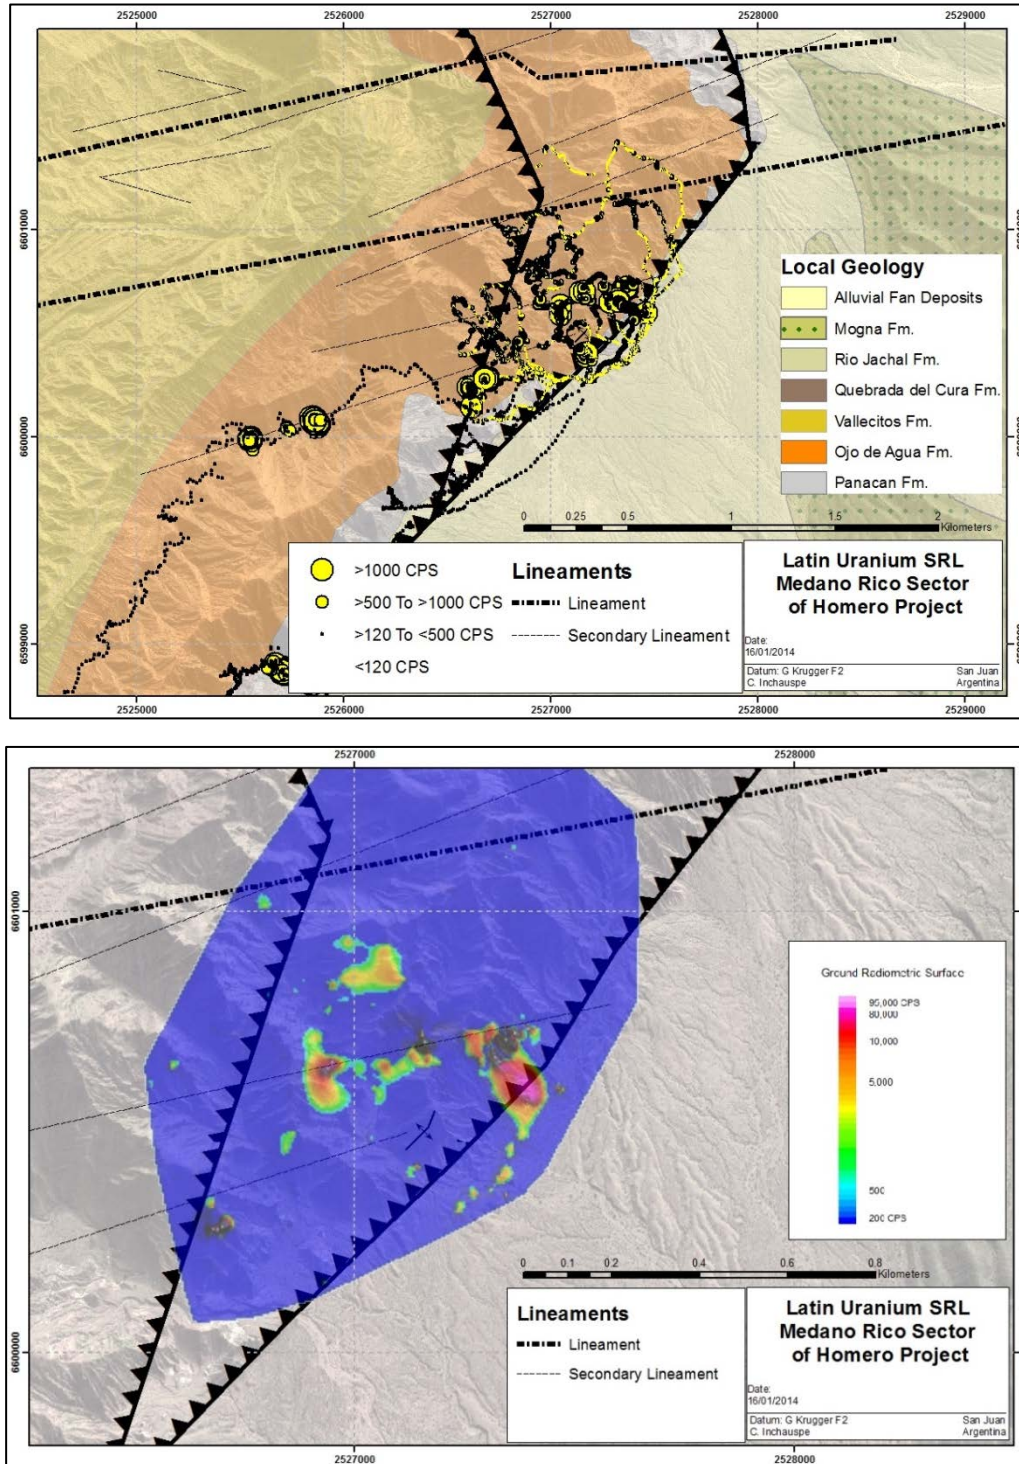 2525000 2526000 2527000 2528000 2529000
6601000
6601000
6600000
6600000
6599000
6599000
Local Geology
Alluvial Fan Deposits
Mogna Fm.
Rio Jachal Fm.
Quebrada del Cura Fm.
Vallecitos Fm.
Ojo de Agua Fm.
Panacan Fm.
0 0.25 0.5 1 1.5 2
Kilometers
>1000 CPS
>500 To >1000 CPS
>120 To <500 CPS
<120 CPS
Lineaments
Lineament
Secondary Lineament
Latin Uranium SRL
Medano Rico Sector
of Homero Project
Date:
16/01/2014
Datum: G Krugger F2 San Juan
C. Inchauspe Argentina
2525000 2526000 2527000 2528000 2529000
2527000 2528000
6601000
6601000
Ground Radiometric Surface
95,000 CPS
80,000
10,000
5,000
500
200 CPS
0 0.1 0.2 0.4 0.6 0.8
Kilometers
6600000
6600000
Lineaments
Lineament
Secondary Lineament
Latin Uranium SRL
Medano Rico Sector
of Homero Project
Date:
16/01/2014
Datum: G Krugger F2 San Juan
C. Inchauspe Argentina
2527000 2528000